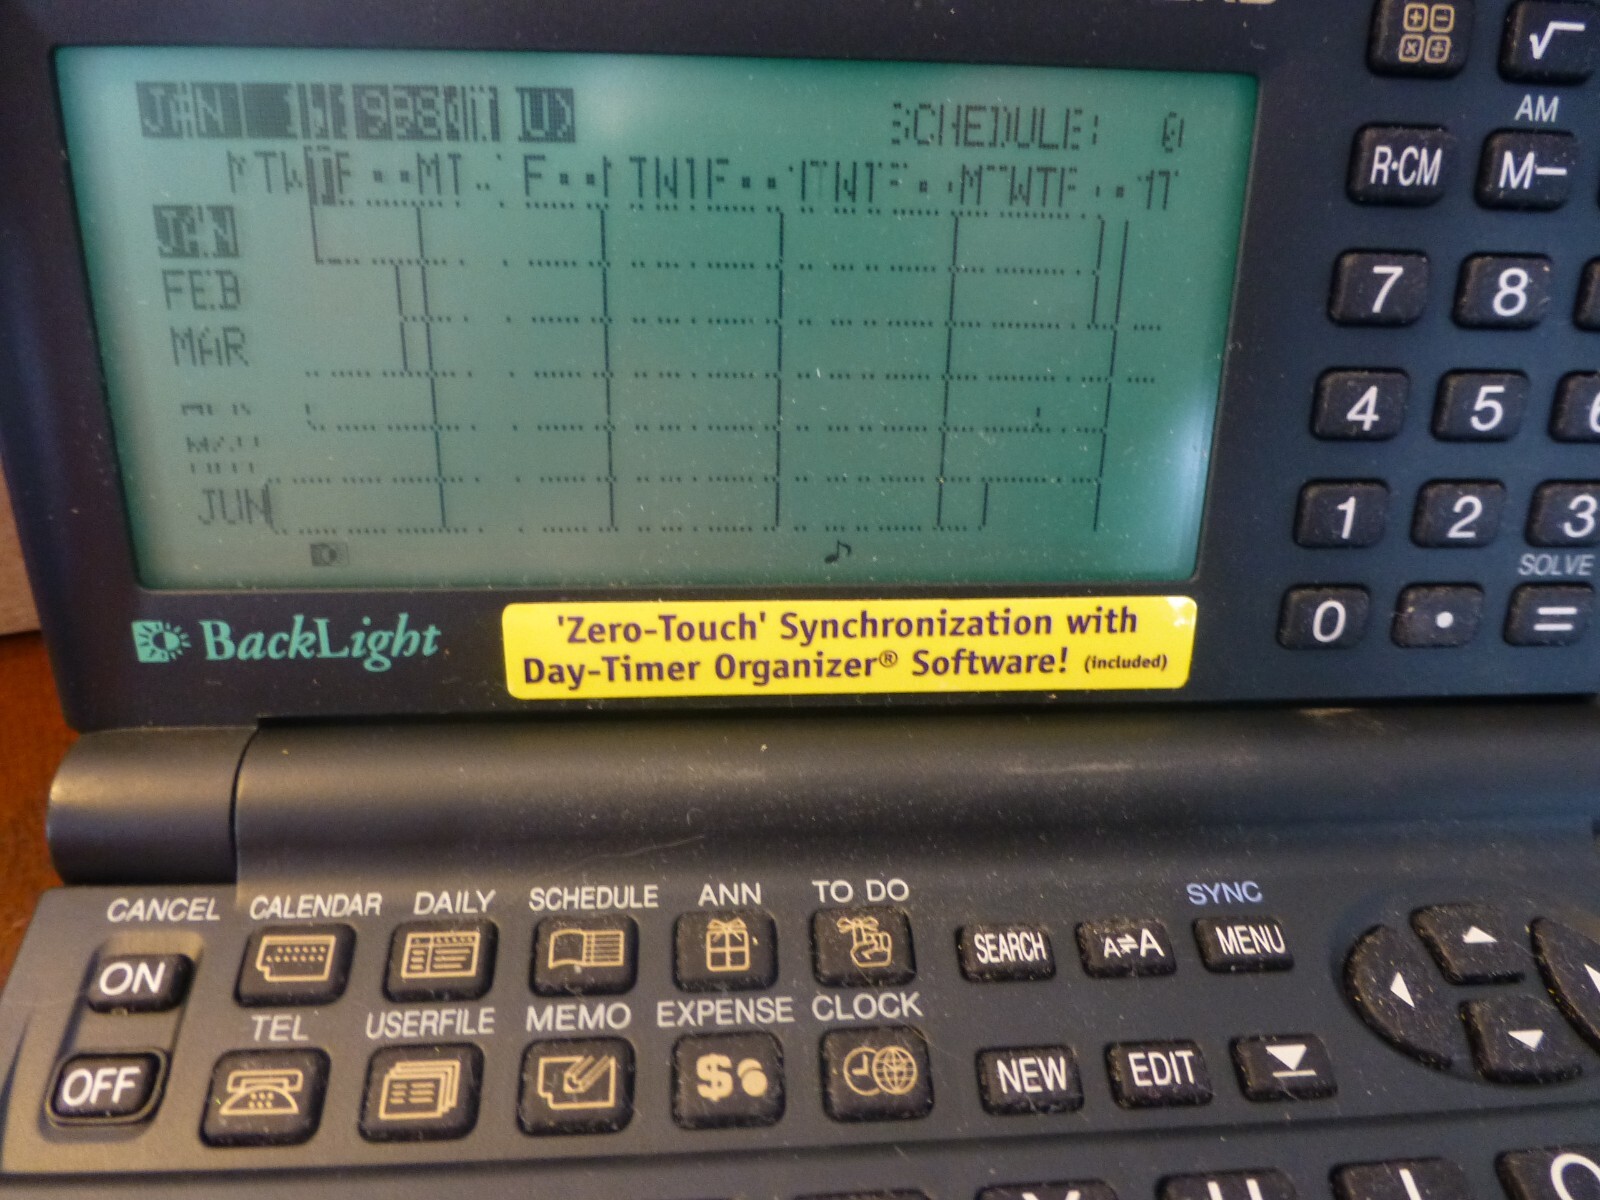 SCHEDULE: 0
FEB
MAR
JUN
BackLight
'Zero-Touch' Synchronization with
Day-Timer Organizer® Software! (included)
√
AM
R·CM M−
7 8
4 5 6
1 2 3
SOLVE
0 . =
CANCEL CALENDAR DAILY SCHEDULE ANN TO DO SYNC
ON SEARCH A⇌A MENU
TEL USERFILE MEMO EXPENSE CLOCK
OFF NEW EDIT